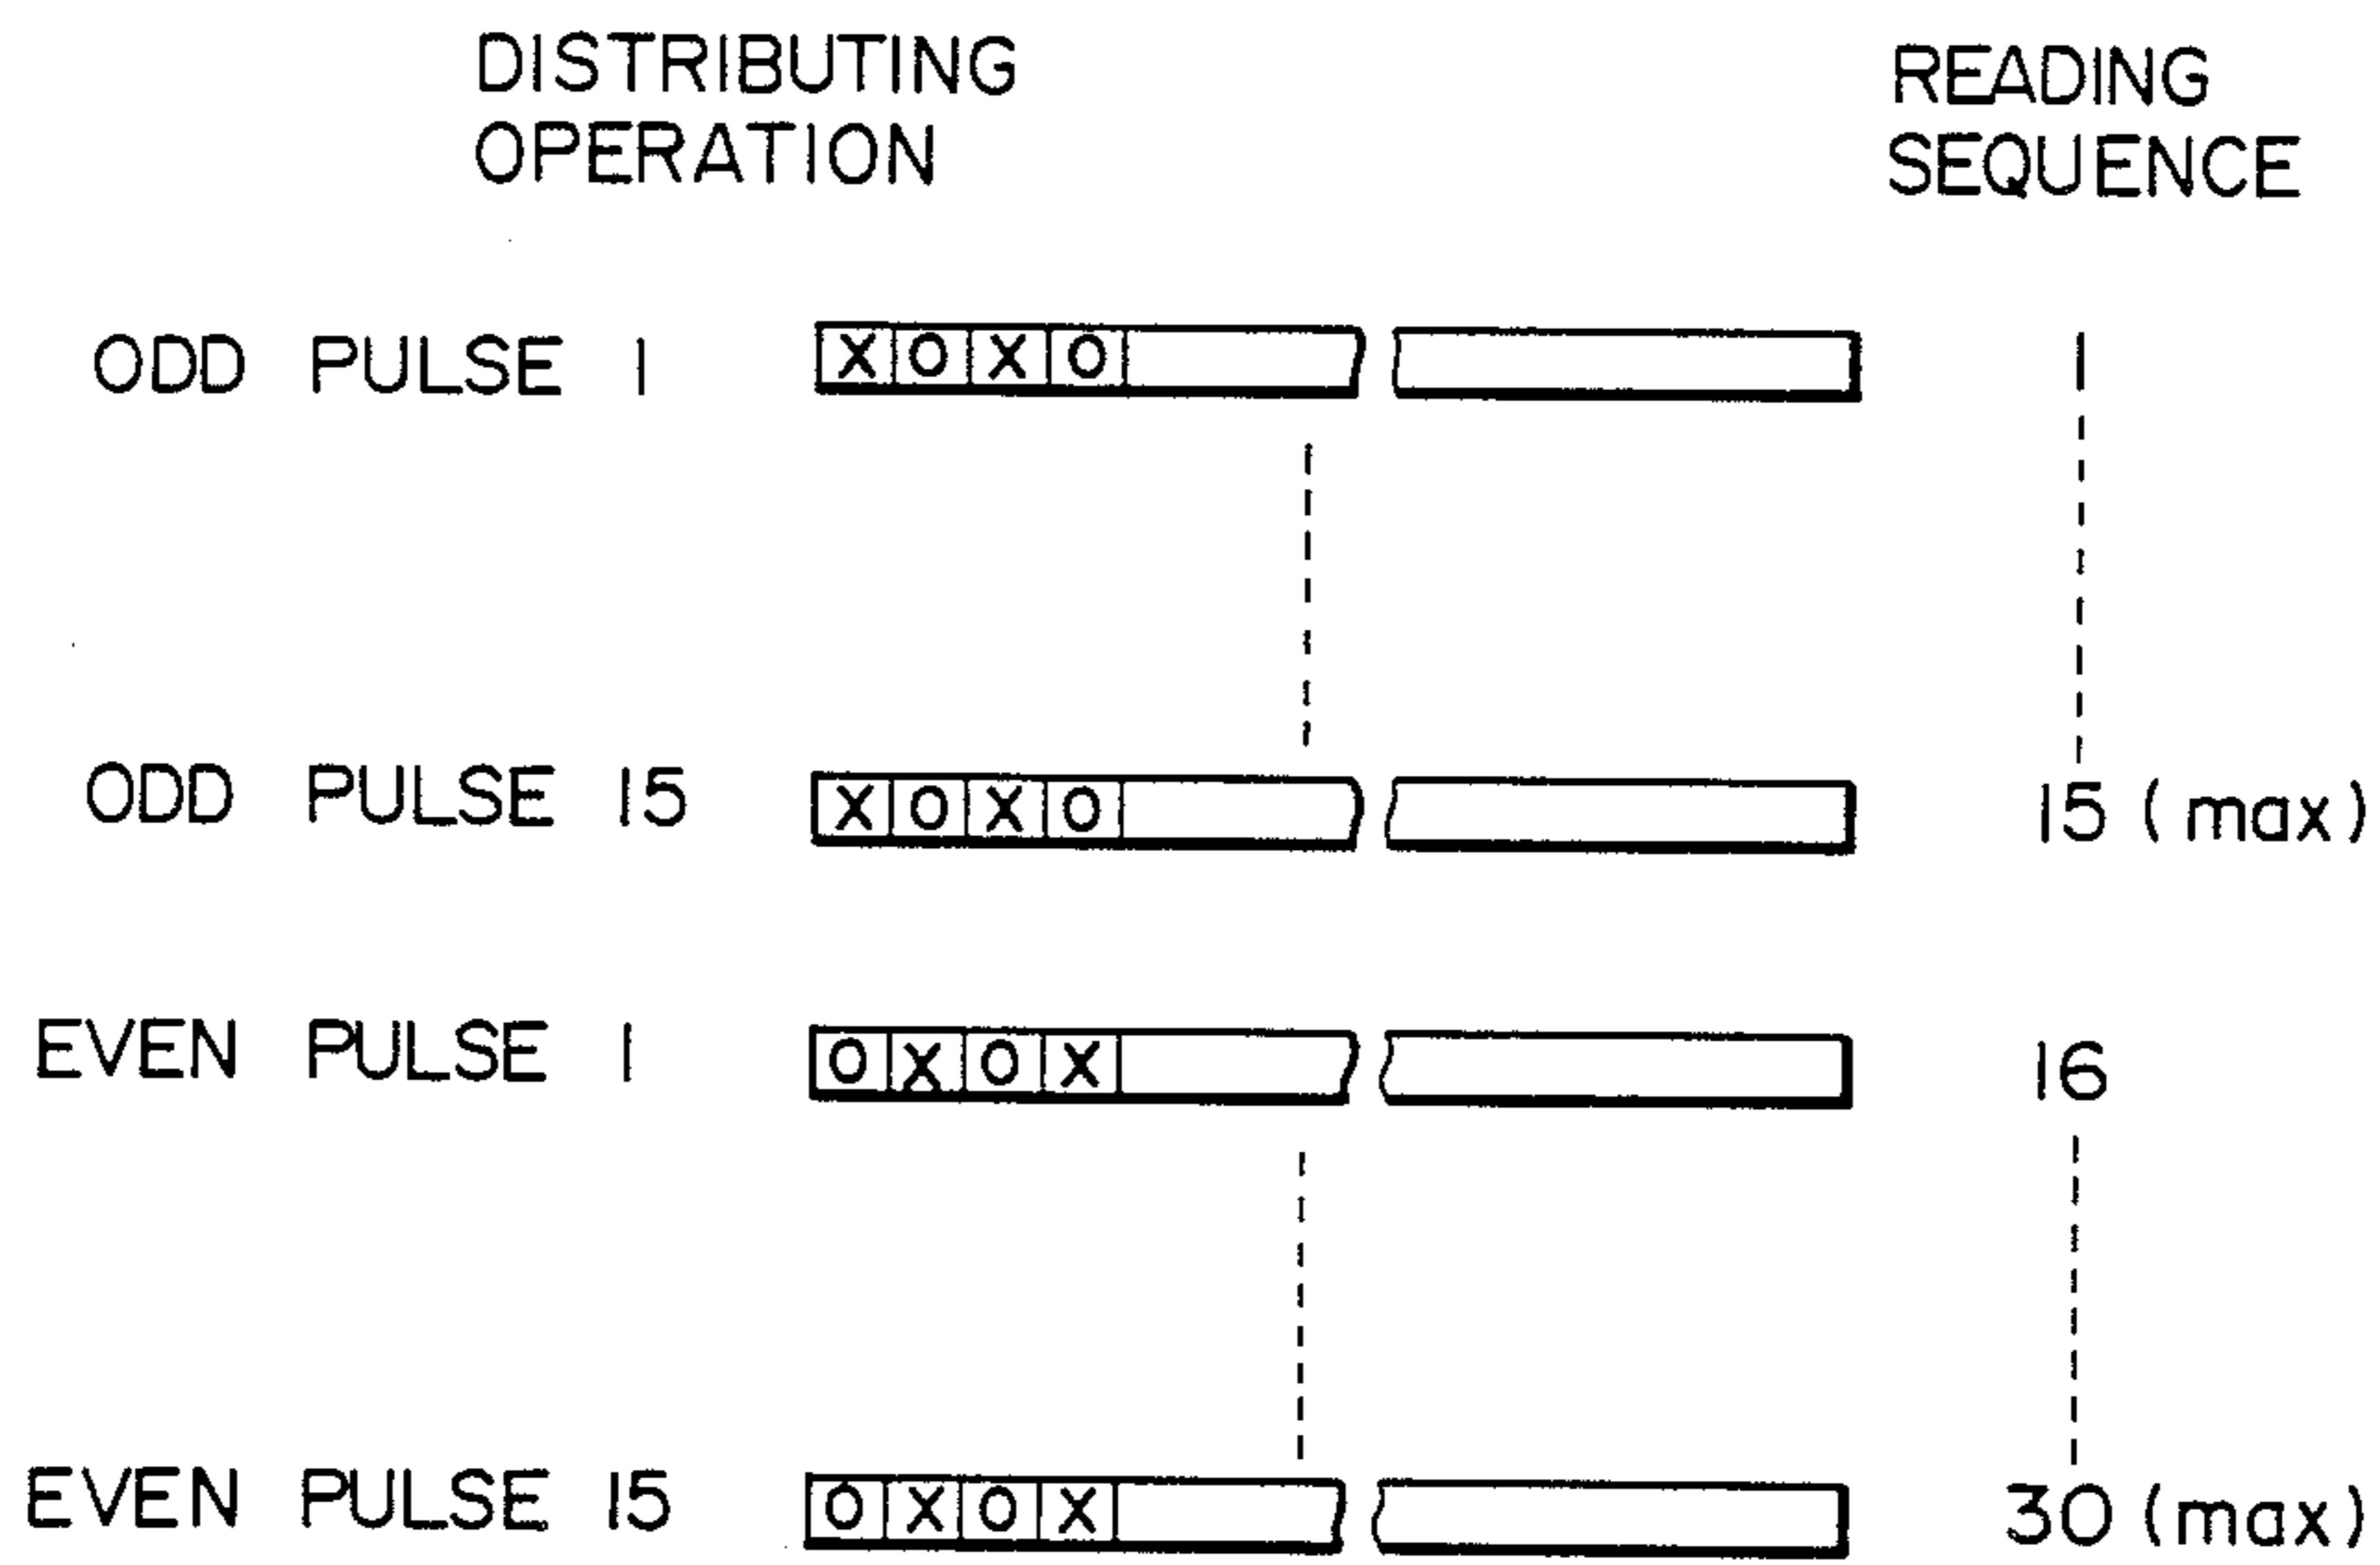 DISTRIBUTING
OPERATION
READING
SEQUENCE
ODD PULSE 1 X O X O 1
ODD PULSE 15 X O X O 15 (max)
EVEN PULSE 1 O X O X 16
EVEN PULSE 15 O X O X 30 (max)